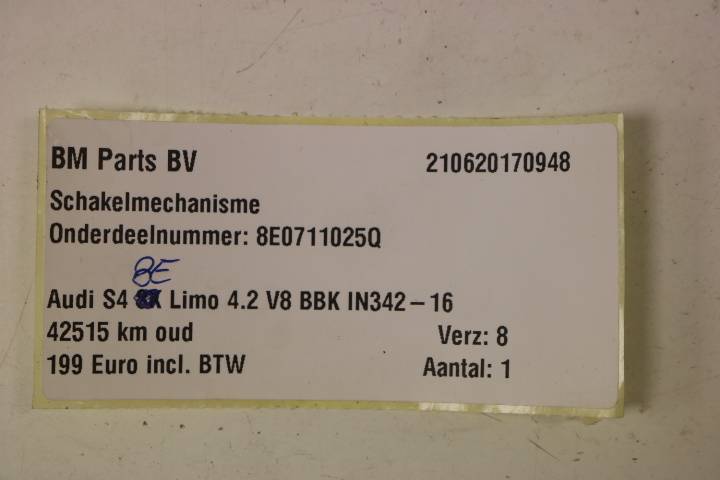 BM Parts BV 210620170948
Schakelmechanisme
Onderdeelnummer: 8E0711025Q
8E
Audi S4 Limo 4.2 V8 BBK IN342-16
42515 km oud Verz: 8
199 Euro incl. BTW Aantal: 1